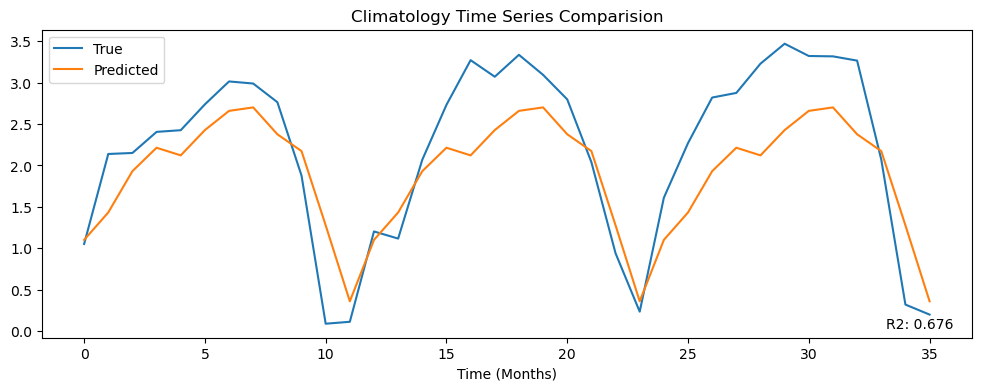 Climatology Time Series Comparision
True
Predicted
3.5
3.0
2.5
2.0
1.5
1.0
0.5
0.0
R2: 0.676
0 5 10 15 20 25 30 35
Time (Months)